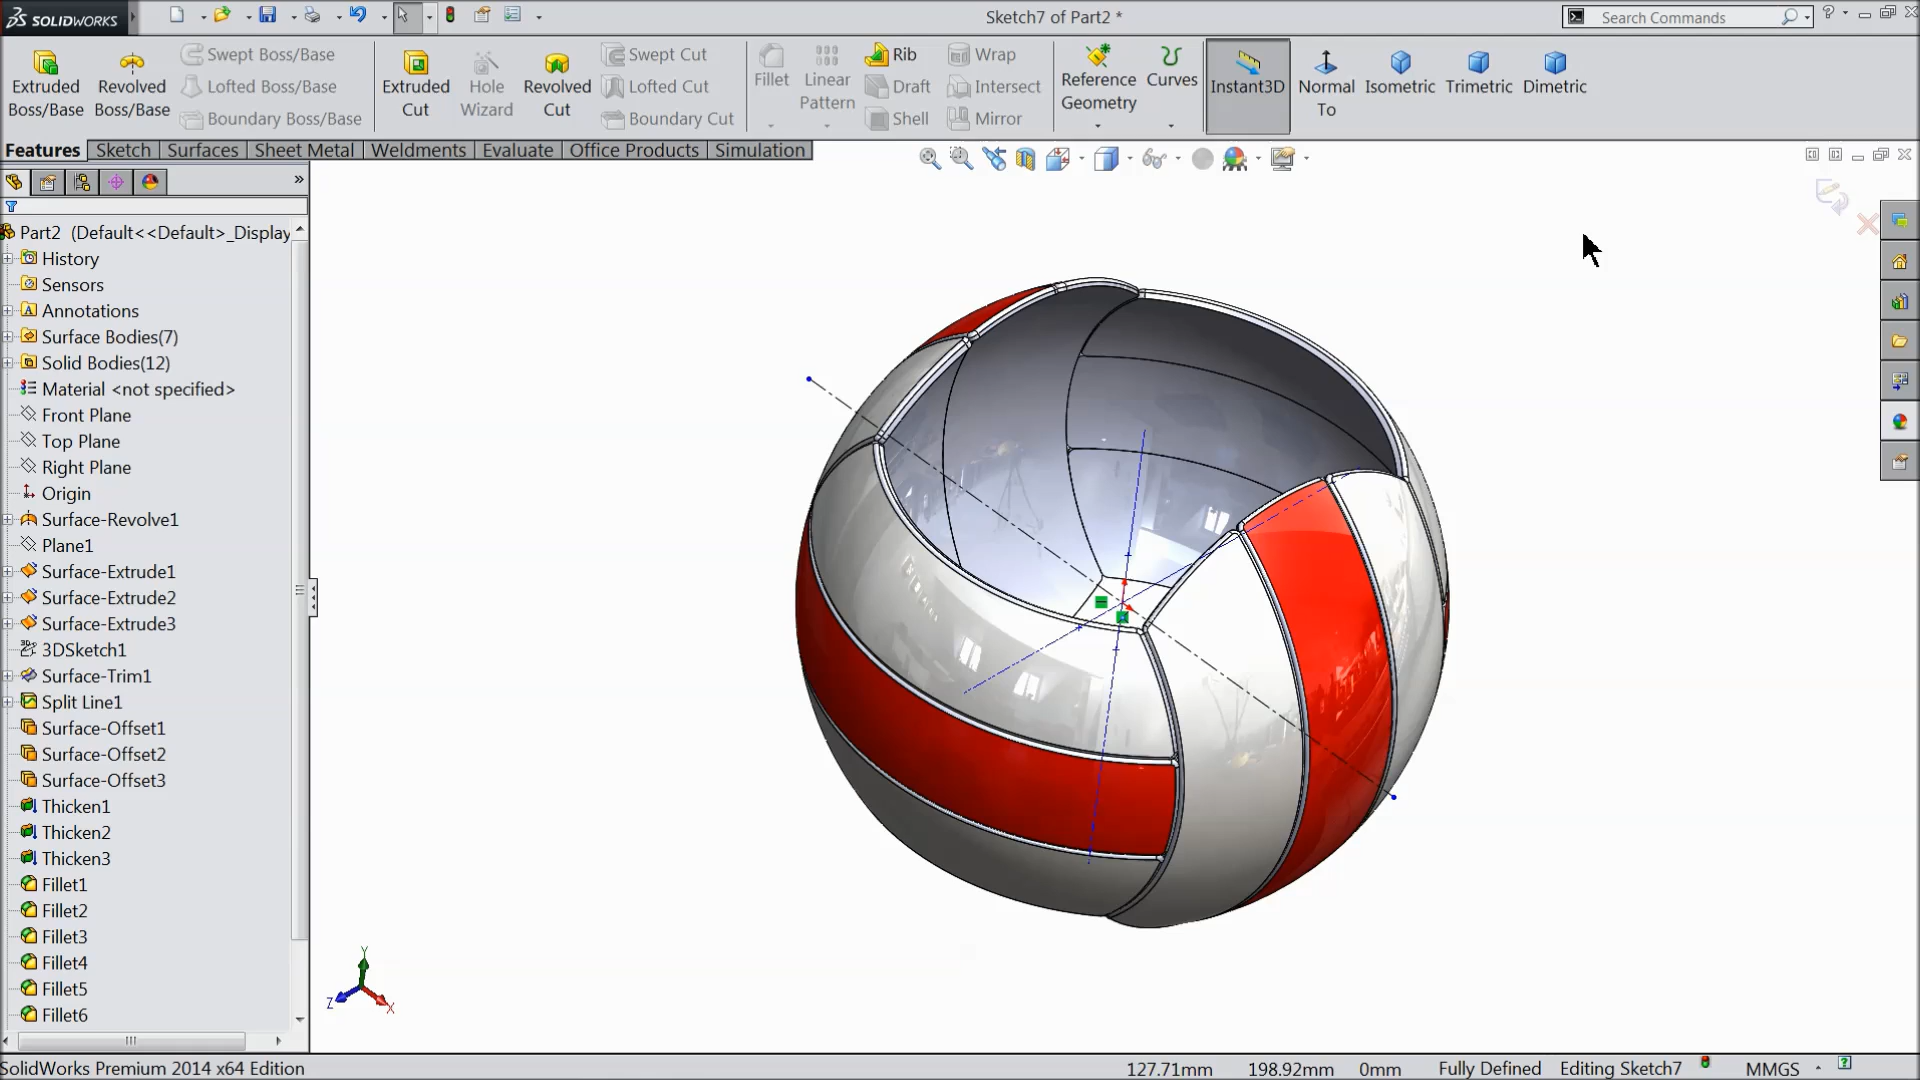 SOLIDWORKS
Sketch7 of Part2 *
Search Commands
Extruded Boss/Base
Revolved Boss/Base
Swept Boss/Base
Lofted Boss/Base
Boundary Boss/Base
Extruded Cut
Hole Wizard
Revolved Cut
Swept Cut
Lofted Cut
Boundary Cut
Fillet
Linear Pattern
Rib
Draft
Shell
Wrap
Intersect
Mirror
Reference Geometry
Curves
Instant3D
Normal To
Isometric
Trimetric
Dimetric
Features Sketch Surfaces Sheet Metal Weldments Evaluate Office Products Simulation
Part2 (Default<<Default>_Display
History
Sensors
Annotations
Surface Bodies(7)
Solid Bodies(12)
Material <not specified>
Front Plane
Top Plane
Right Plane
Origin
Surface-Revolve1
Plane1
Surface-Extrude1
Surface-Extrude2
Surface-Extrude3
3DSketch1
Surface-Trim1
Split Line1
Surface-Offset1
Surface-Offset2
Surface-Offset3
Thicken1
Thicken2
Thicken3
Fillet1
Fillet2
Fillet3
Fillet4
Fillet5
Fillet6
Y
Z
X
SolidWorks Premium 2014 x64 Edition
127.71mm 198.92mm 0mm Fully Defined Editing Sketch7 MMGS